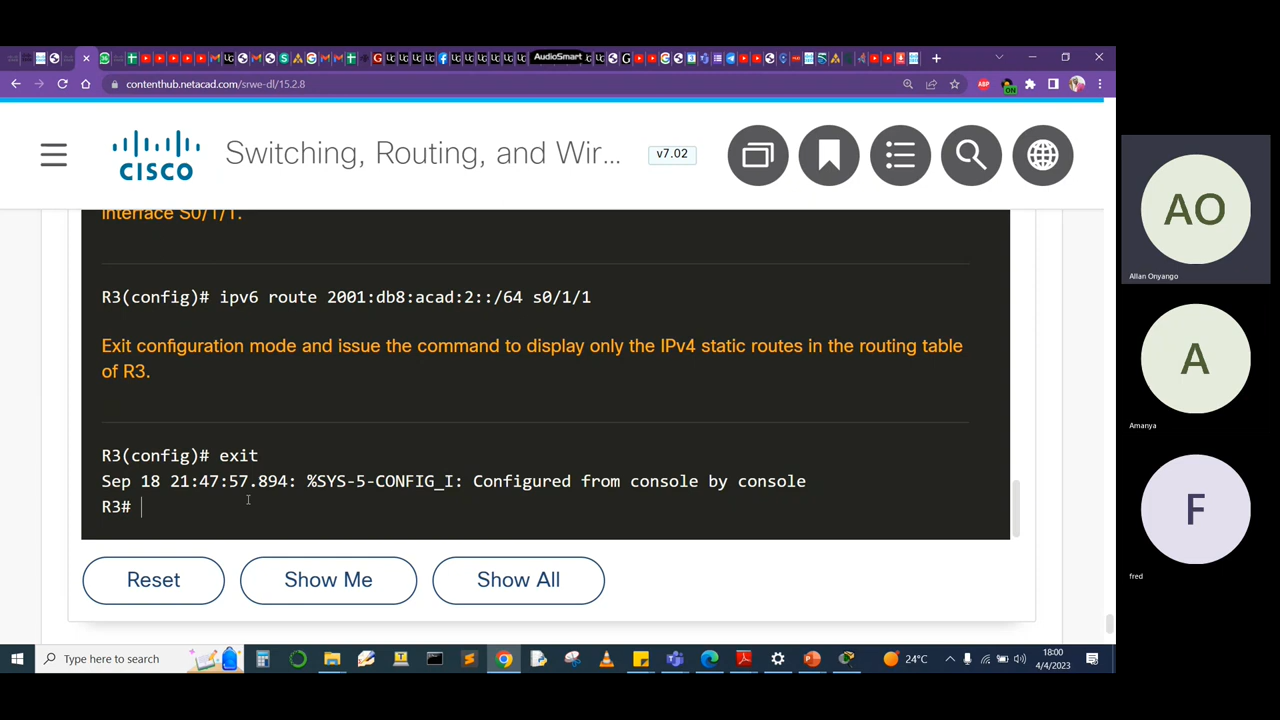 AudioSmart
contenthub.netacad.com/srwe-dl/15.2.8
ABP
ON
CISCO
Switching, Routing, and Wir...
v7.02
interface S0/1/1.
R3(config)# ipv6 route 2001:db8:acad:2::/64 s0/1/1
Exit configuration mode and issue the command to display only the IPv4 static routes in the routing table
of R3.
R3(config)# exit
Sep 18 21:47:57.894: %SYS-5-CONFIG_I: Configured from console by console
R3#
Reset
Show Me
Show All
AO
Allan Onyango
A
Amanya
F
fred
Type here to search
24°C
18:00
4/4/2023